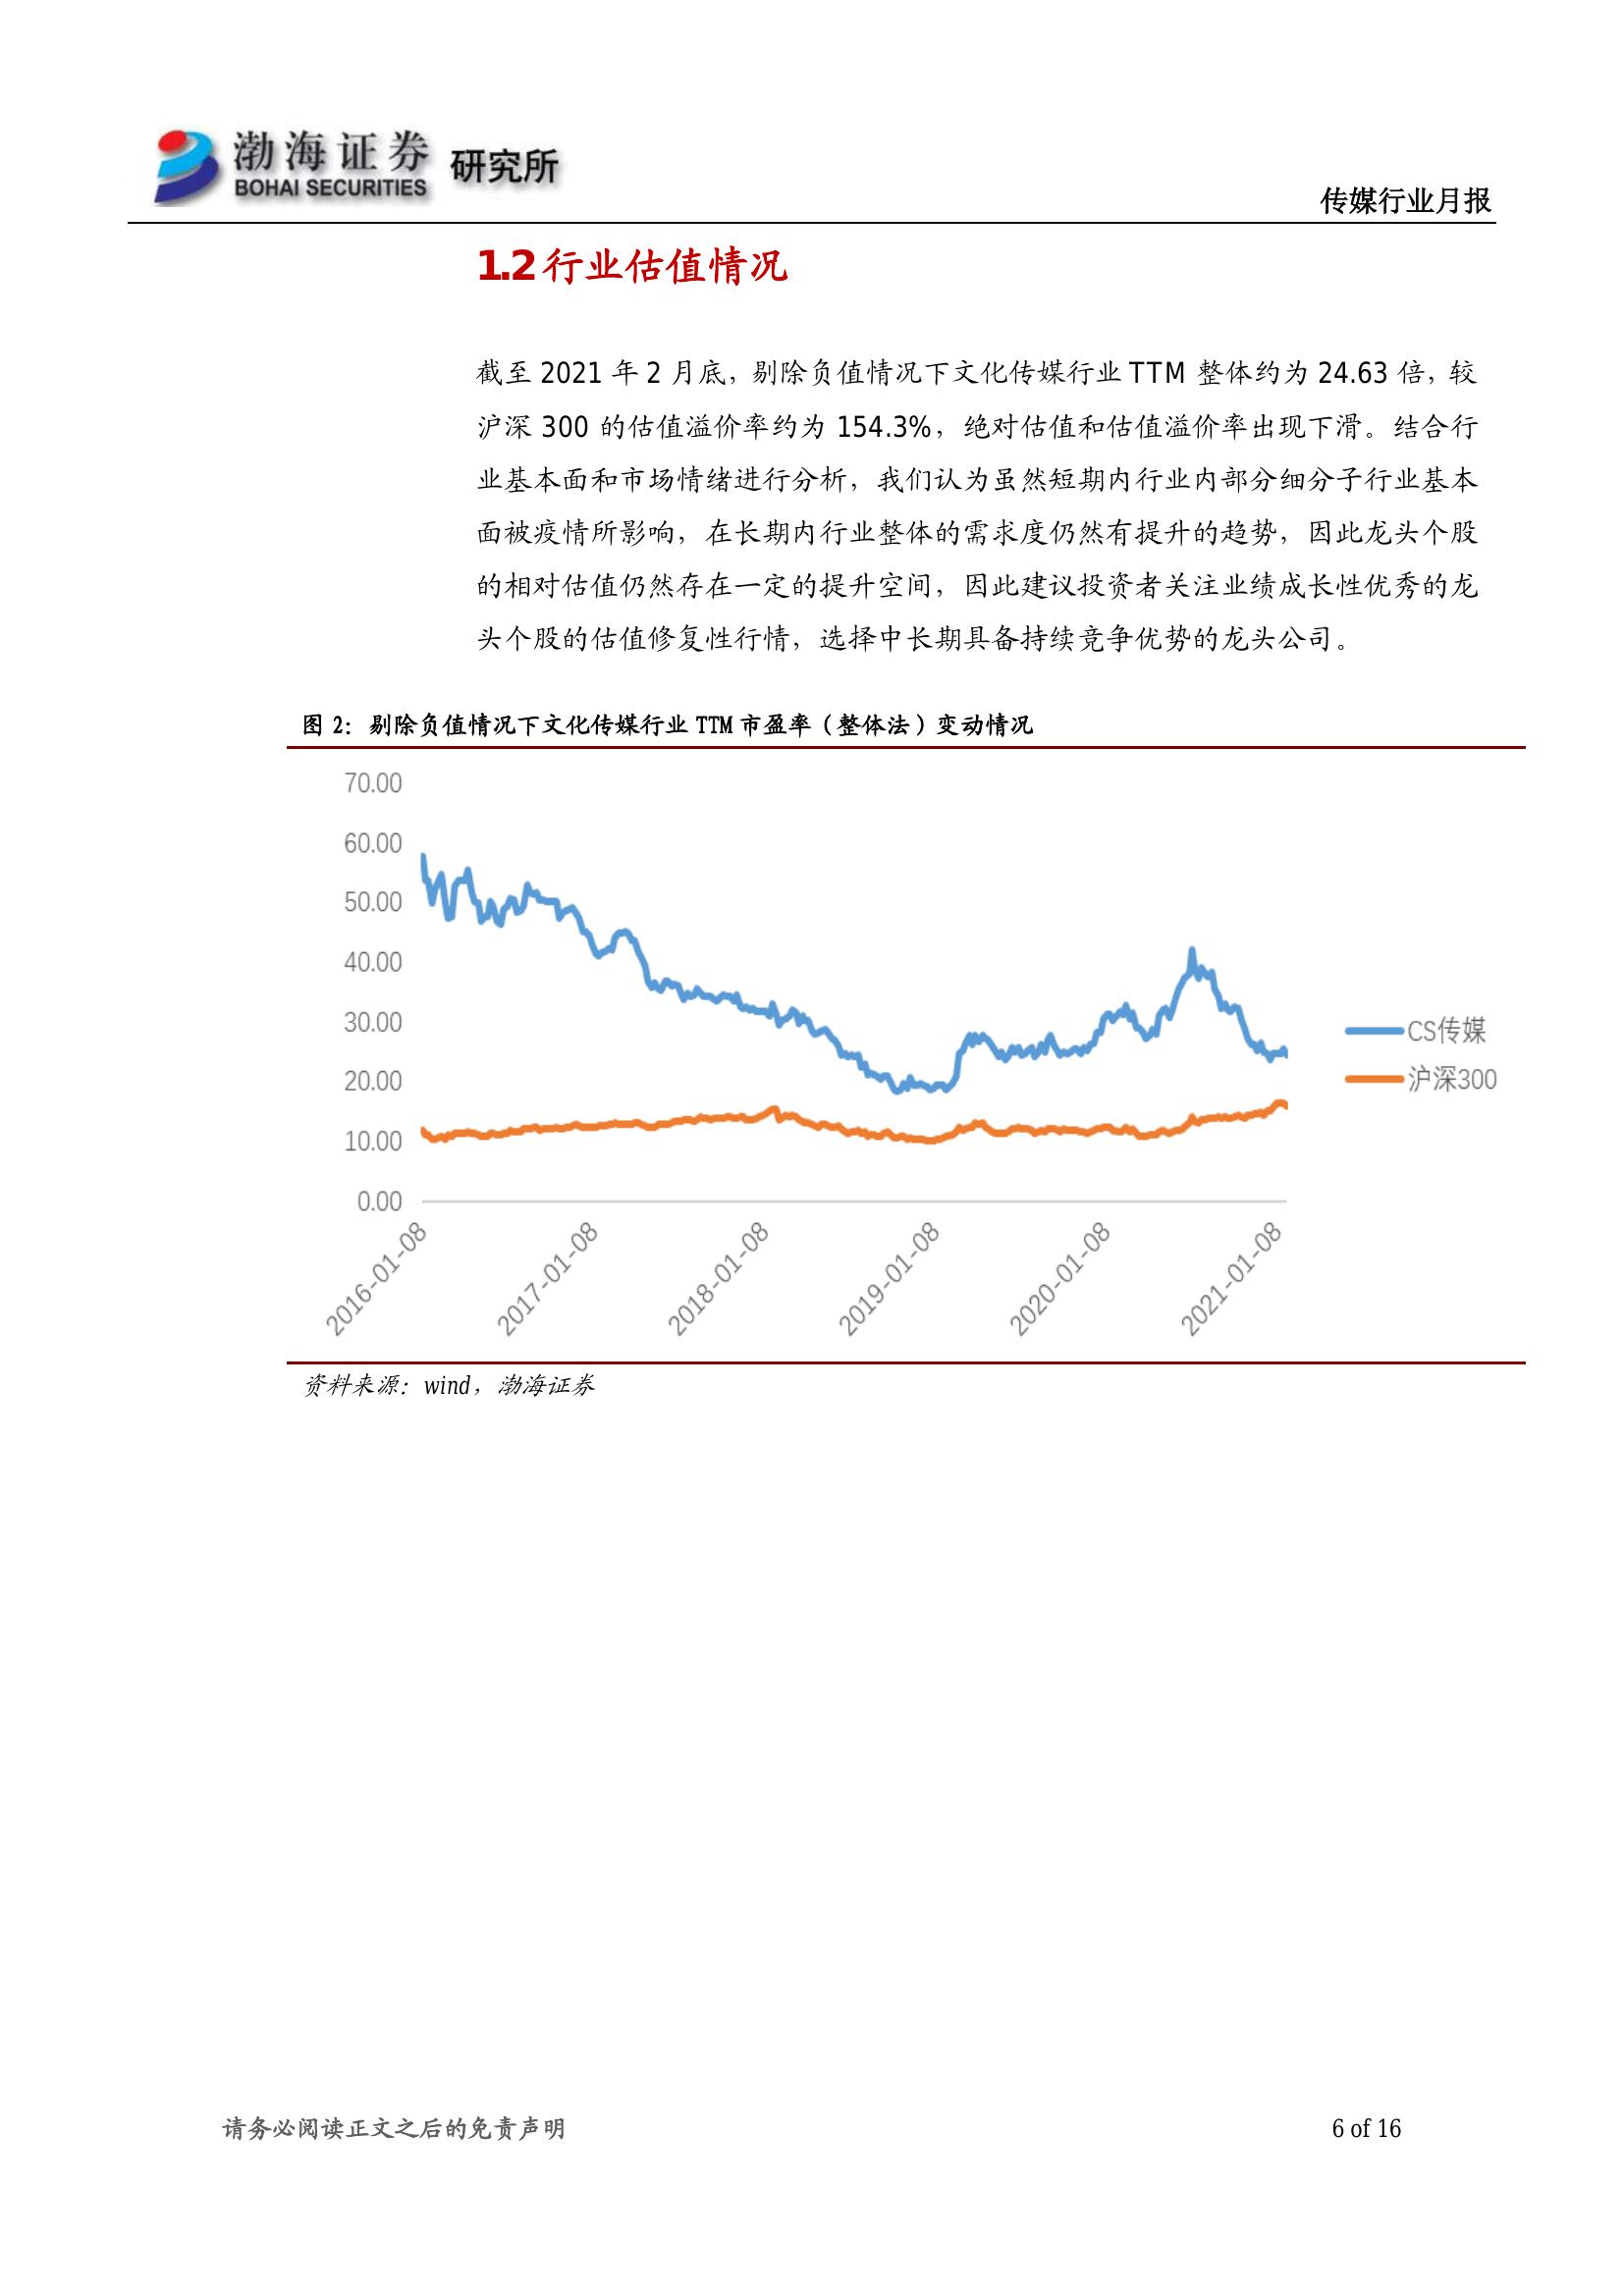 渤海证券 研究所
BOHAI SECURITIES
传媒行业月报
1.2 行业估值情况
截至 2021 年 2 月底，剔除负值情况下文化传媒行业 TTM 整体约为 24.63 倍，较
沪深 300 的估值溢价率约为 154.3%，绝对估值和估值溢价率出现下滑。结合行
业基本面和市场情绪进行分析，我们认为虽然短期内行业内部分细分子行业基本
面被疫情所影响，在长期内行业整体的需求度仍然有提升的趋势，因此龙头个股
的相对估值仍然存在一定的提升空间，因此建议投资者关注业绩成长性优秀的龙
头个股的估值修复性行情，选择中长期具备持续竞争优势的龙头公司。
图 2：剔除负值情况下文化传媒行业 TTM 市盈率（整体法）变动情况
70.00
60.00
50.00
40.00
30.00
20.00
10.00
0.00
2016-01-08
2017-01-08
2018-01-08
2019-01-08
2020-01-08
2021-01-08
CS传媒
沪深300
资料来源：wind，渤海证券
请务必阅读正文之后的免责声明
6 of 16